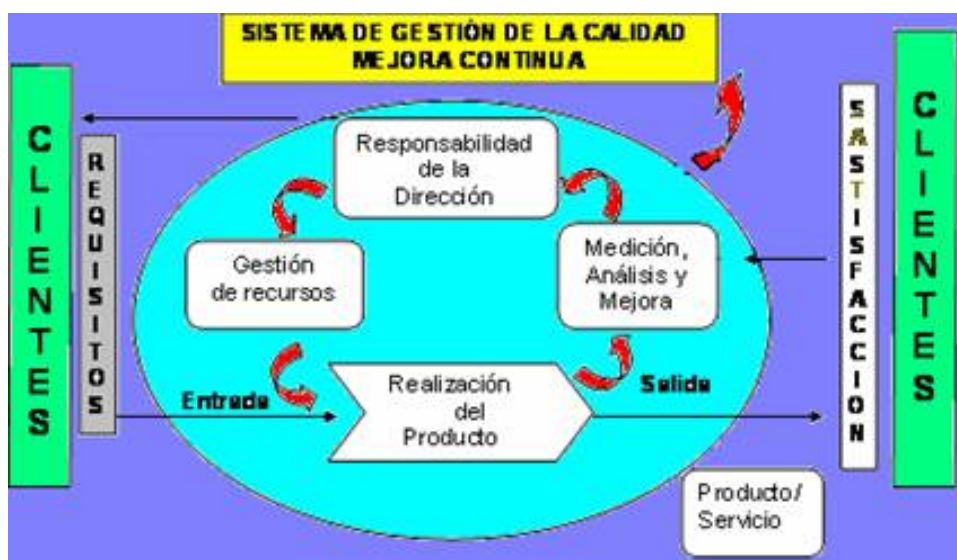 SISTEMA DE GESTIÓN DE LA CALIDAD
MEJORA CONTINUA
CLIENTES
REQUISITOS
Responsabilidad
de la
Dirección
Gestión
de recursos
Medición,
Análisis y
Mejora
Entrada
Realización
del
Producto
Salida
SASTISFACCION
CLIENTES
Producto/
Servicio